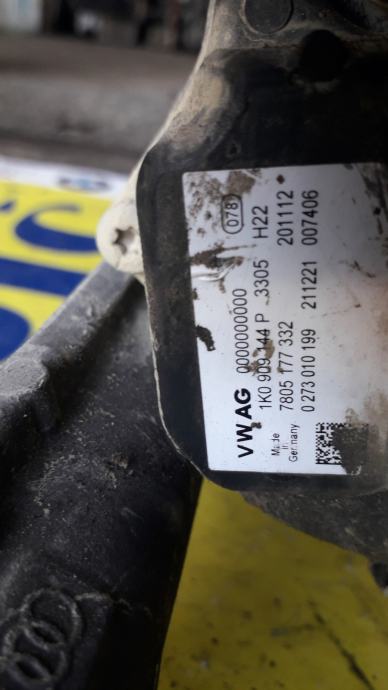 VW AG 0000000000 078
1K0 909 144 P 3305 H22
7805 177 332 201112
0 273 010 199 211221 007406
Made
in
Germany